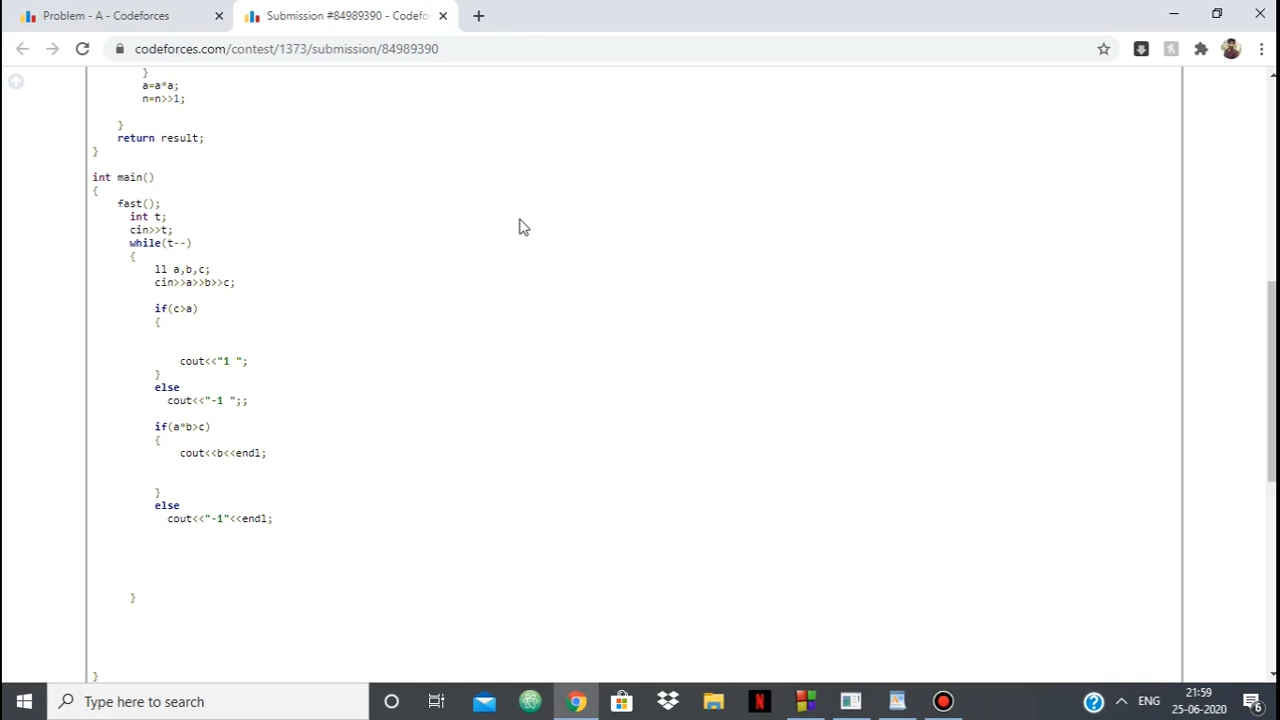 Problem - A - Codeforces
Submission #84989390 - Codefo
codeforces.com/contest/1373/submission/84989390
}
a=a*a;
n=n>>1;
}
return result;
}
int main()
{
fast();
int t;
cin>>t;
while(t--)
{
ll a,b,c;
cin>>a>>b>>c;
if(c>a)
{
cout<<"1 ";
}
else
cout<<"-1 ";;
if(a*b>c)
{
cout<<b<<endl;
}
else
cout<<"-1"<<endl;
}
}
Type here to search
ENG
21:59
25-06-2020
6